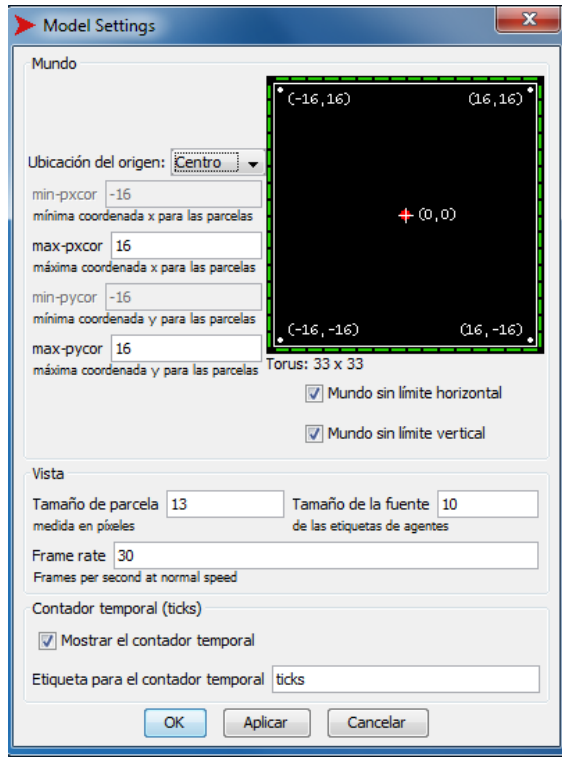 Model Settings
Mundo
(-16,16) (16,16)
Ubicación del origen: Centro
min-pxcor -16
mínima coordenada x para las parcelas
(0,0)
max-pxcor 16
máxima coordenada x para las parcelas
min-pycor -16
mínima coordenada y para las parcelas
(-16,-16) (16,-16)
max-pycor 16
máxima coordenada y para las parcelas
Torus: 33 x 33
Mundo sin límite horizontal
Mundo sin límite vertical
Vista
Tamaño de parcela 13 Tamaño de la fuente 10
medida en píxeles de las etiquetas de agentes
Frame rate 30
Frames per second at normal speed
Contador temporal (ticks)
Mostrar el contador temporal
Etiqueta para el contador temporal ticks
OK Aplicar Cancelar